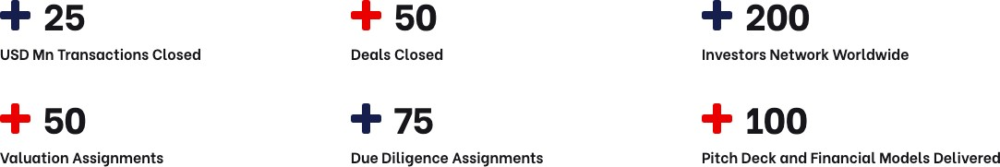 + 25
USD Mn Transactions Closed
+ 50
Deals Closed
+ 200
Investors Network Worldwide
+ 50
Valuation Assignments
+ 75
Due Diligence Assignments
+ 100
Pitch Deck and Financial Models Delivered